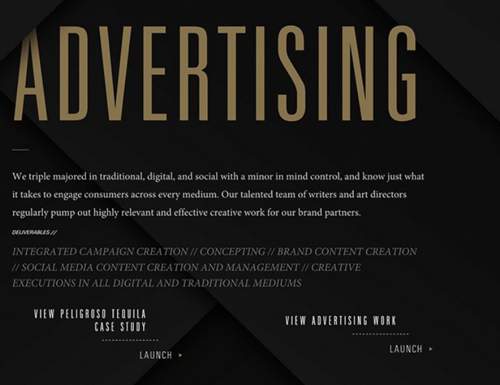 ADVERTISING
We triple majored in traditional, digital, and social with a minor in mind control, and know just what
it takes to engage consumers across every medium. Our talented team of writers and art directors
regularly pump out highly relevant and effective creative work for our brand partners.
DELIVERABLES //
INTEGRATED CAMPAIGN CREATION // CONCEPTING // BRAND CONTENT CREATION
// SOCIAL MEDIA CONTENT CREATION AND MANAGEMENT // CREATIVE
EXECUTIONS IN ALL DIGITAL AND TRADITIONAL MEDIUMS
VIEW PELIGROSO TEQUILA
CASE STUDY
LAUNCH ▸
VIEW ADVERTISING WORK
LAUNCH ▸